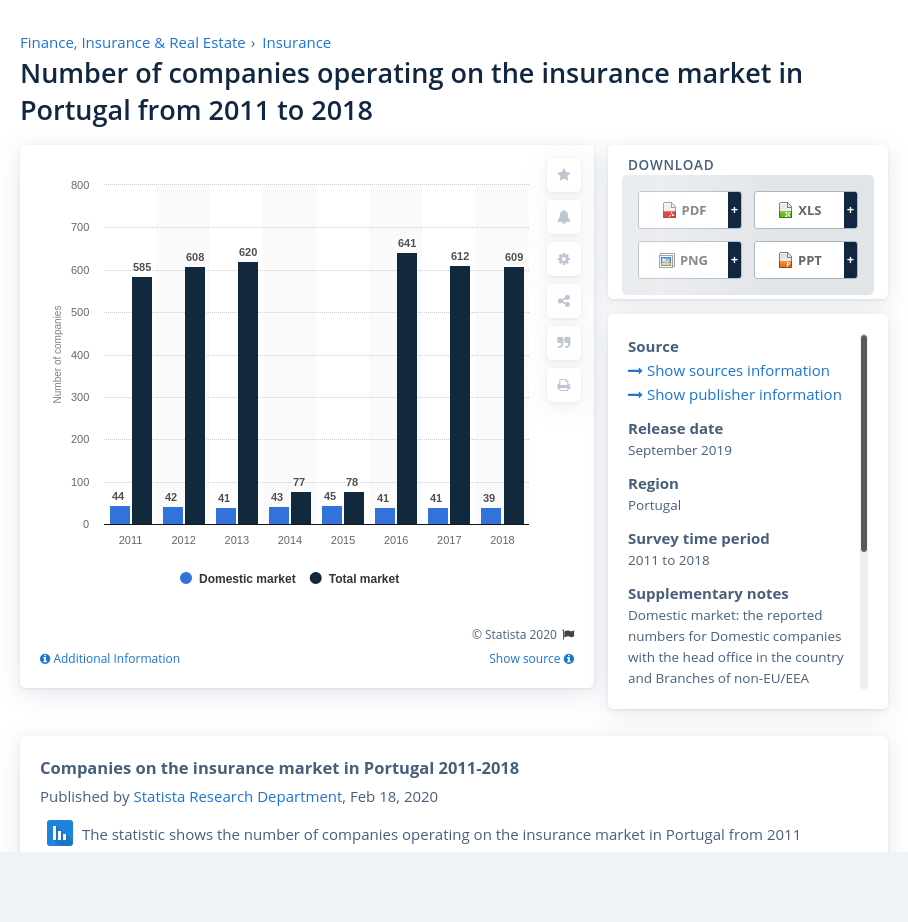 Finance, Insurance & Real Estate › Insurance
Number of companies operating on the insurance market in
Portugal from 2011 to 2018
800
700
600
500
400
300
200
100
0
Number of companies
44
585
42
608
41
620
43
77
45
78
41
641
41
612
39
609
2011
2012
2013
2014
2015
2016
2017
2018
Domestic market
Total market
© Statista 2020
Additional Information
Show source
DOWNLOAD
PDF +
XLS +
PNG +
PPT +
Source
Show sources information
Show publisher information
Release date
September 2019
Region
Portugal
Survey time period
2011 to 2018
Supplementary notes
Domestic market: the reported
numbers for Domestic companies
with the head office in the country
and Branches of non-EU/EEA
Companies on the insurance market in Portugal 2011-2018
Published by Statista Research Department, Feb 18, 2020
The statistic shows the number of companies operating on the insurance market in Portugal from 2011